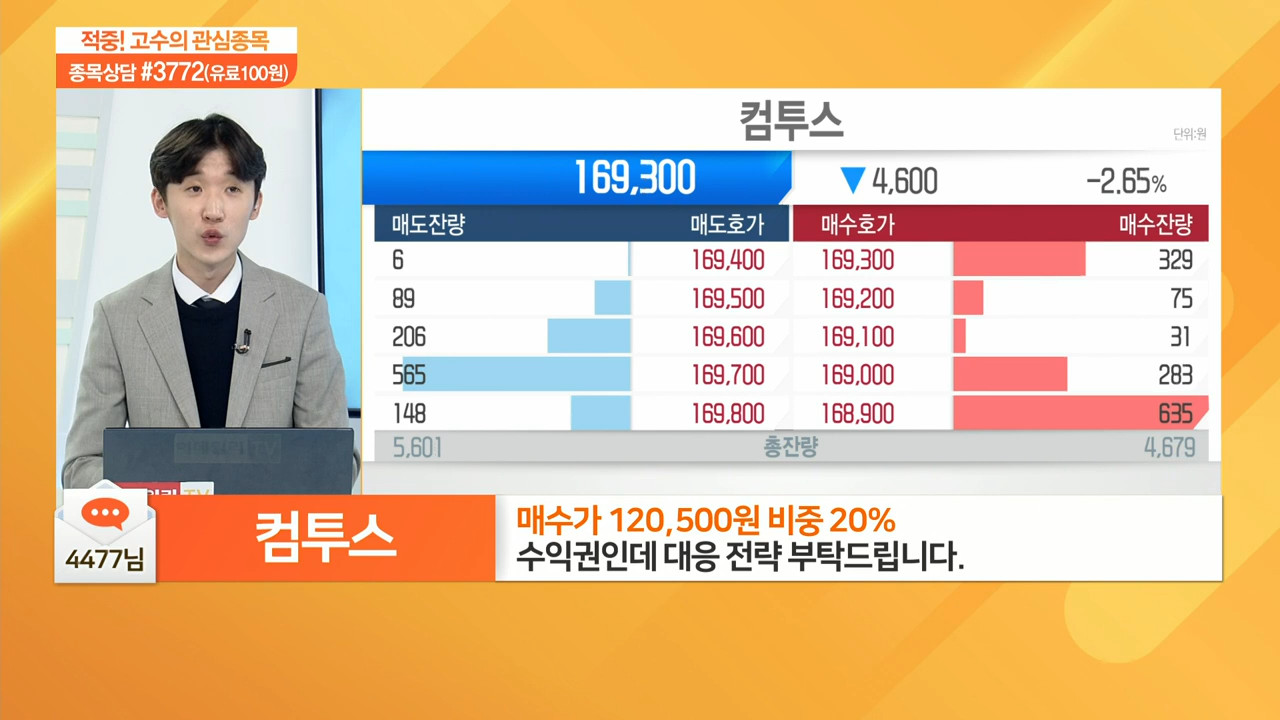 적중! 고수의 관심종목
종목상담 #3772(유료100원)
컴투스
단위:원
169,300 ▼ 4,600 -2.65%
매도잔량 매도호가 매수호가 매수잔량
6 169,400 169,300 329
89 169,500 169,200 75
206 169,600 169,100 31
565 169,700 169,000 283
148 169,800 168,900 635
5,601 총잔량 4,679
TV
4477님
컴투스
매수가 120,500원 비중 20%
수익권인데 대응 전략 부탁드립니다.